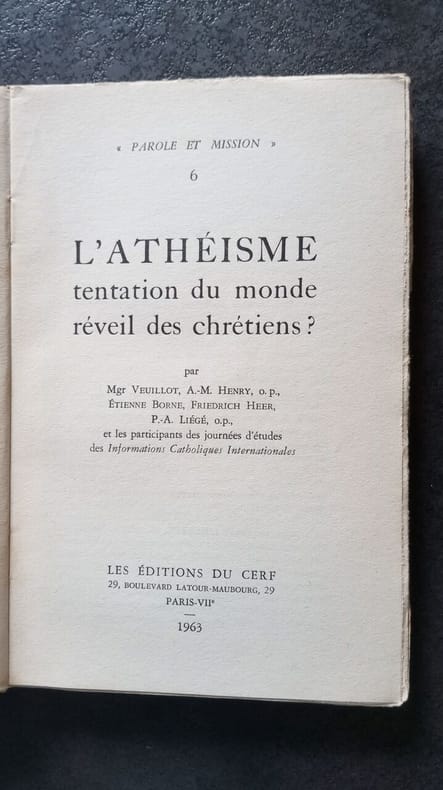 « PAROLE ET MISSION »
6
L'ATHÉISME
tentation du monde
réveil des chrétiens ?
par
Mgr VEUILLOT, A.-M. HENRY, o. p.,
ÉTIENNE BORNE, FRIEDRICH HEER,
P.-A. LIÉGÉ, o.p.,
et les participants des journées d'études
des Informations Catholiques Internationales
LES ÉDITIONS DU CERF
29, BOULEVARD LATOUR-MAUBOURG, 29
PARIS-VIIe
1963